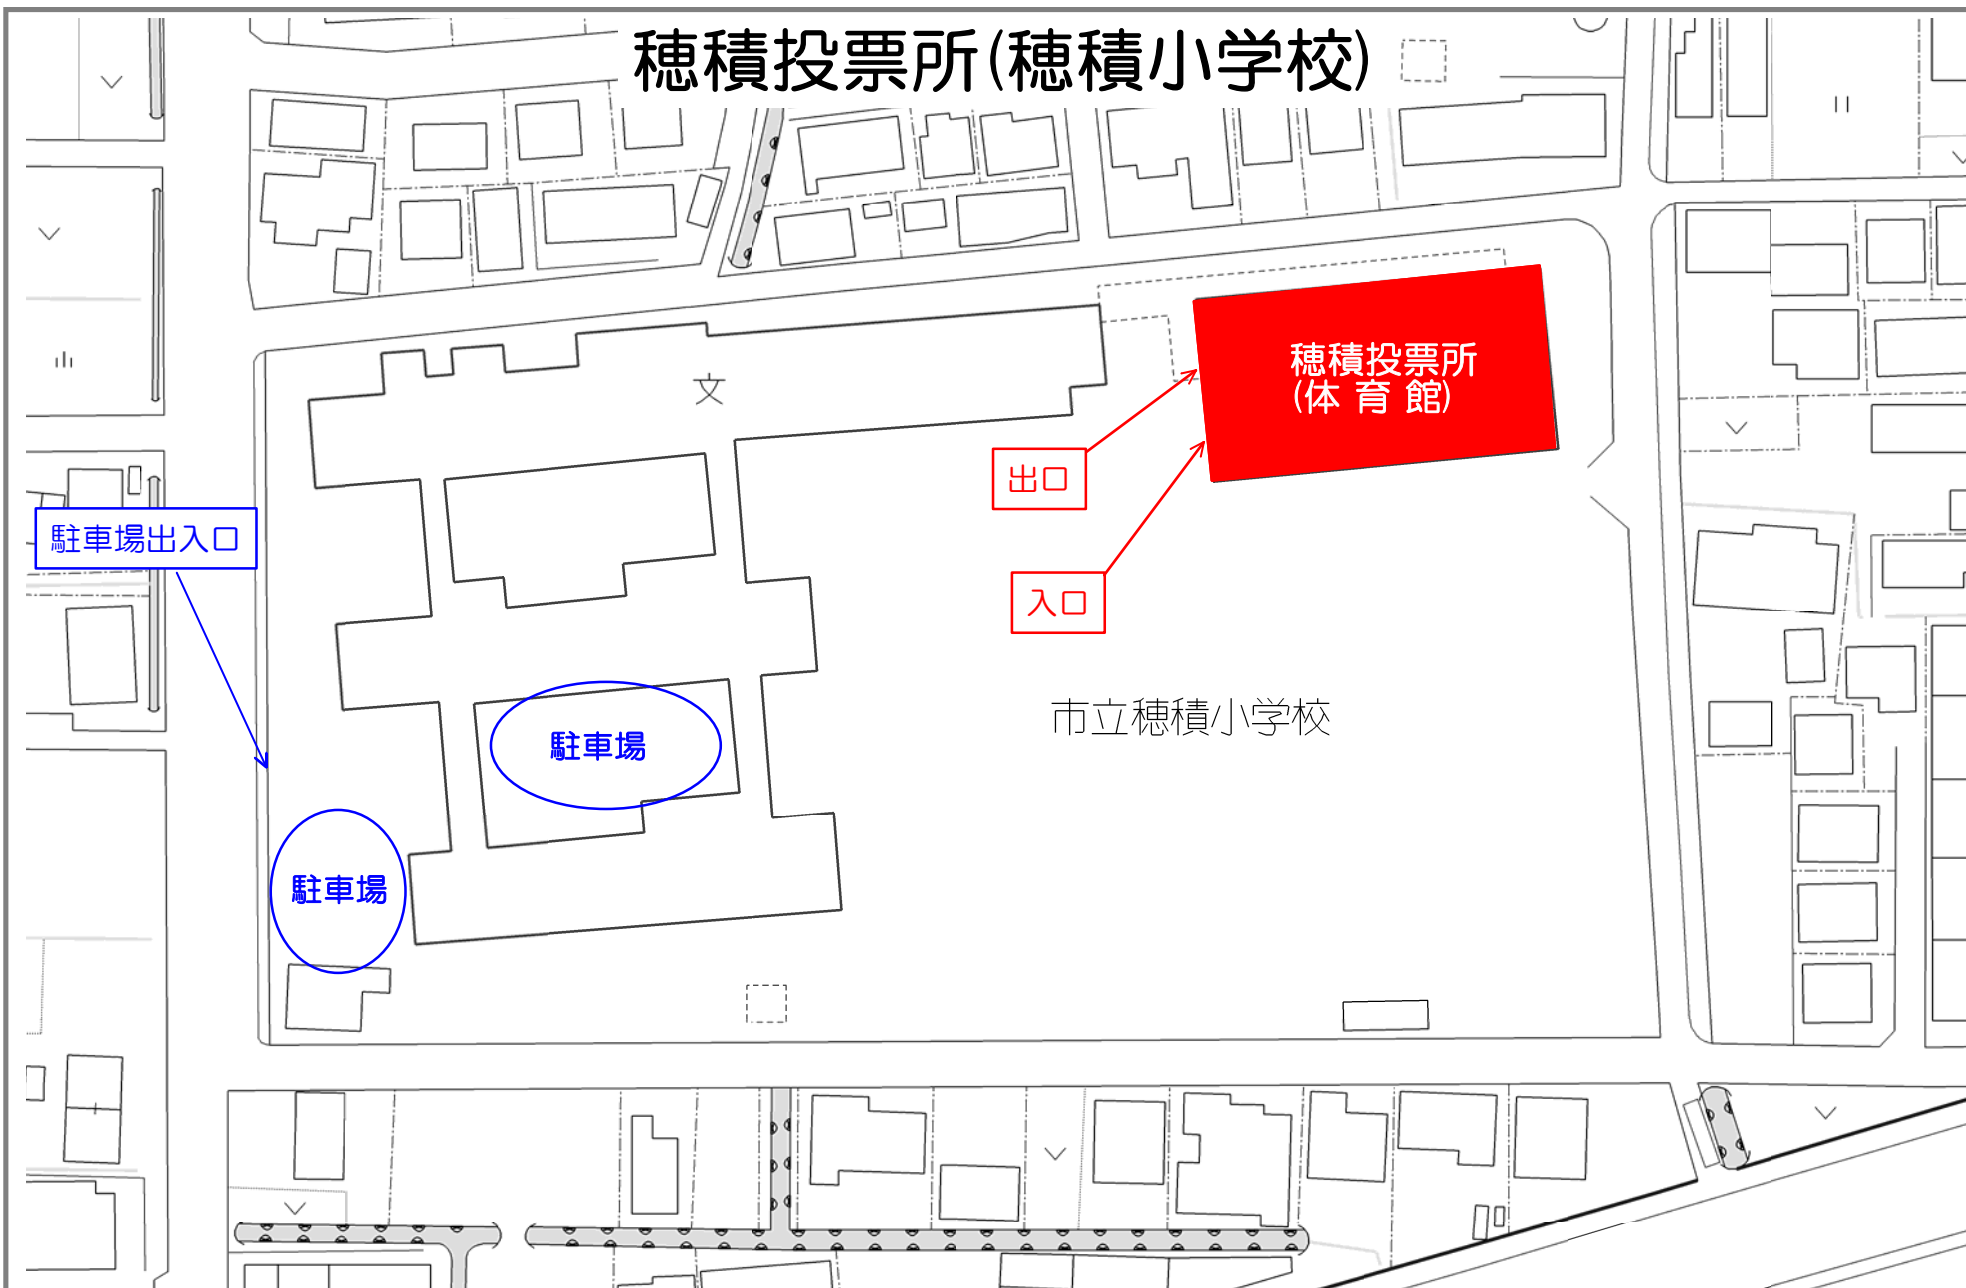 穂積投票所(穂積小学校)
文
穂積投票所
(体 育 館)
出口
駐車場出入口
入口
市立穂積小学校
駐車場
駐車場